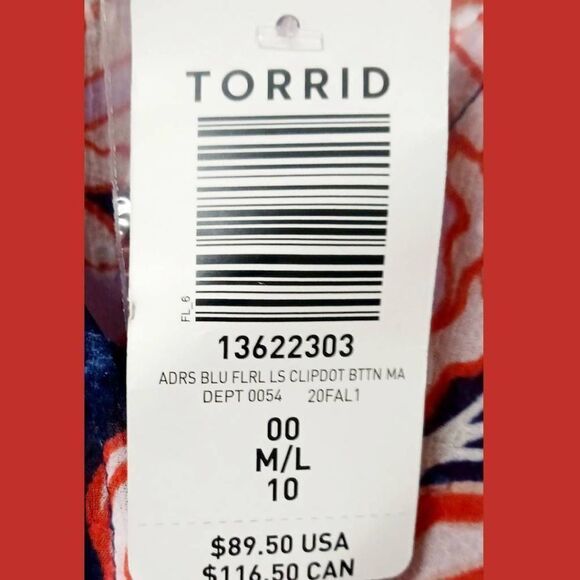 TORRID
FL_6
13622303
ADRS BLU FLRL LS CLIPDOT BTTN MA
DEPT 0054 20FAL1
00
M/L
10
$89.50 USA
$116.50 CAN